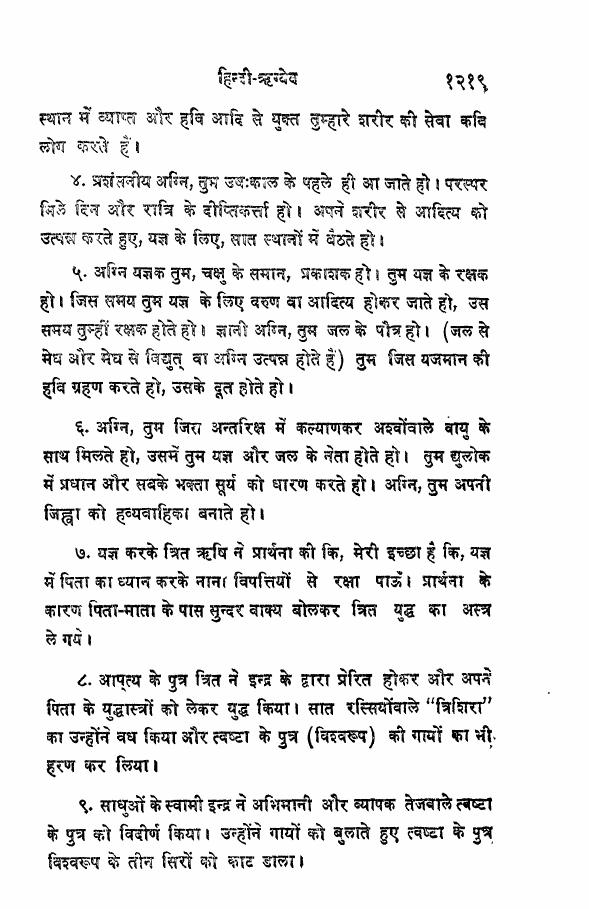 हिन्दी-ऋग्वेद १२१९
स्थान में व्याप्त और हवि आदि से युक्त तुम्हारे शरीर की सेवा कवि
लोग करते हैं।
४. प्रशंसनीय अग्नि, तुम उषःकाल के पहले ही आ जाते हो। परस्पर
मिले दिन और रात्रि के दीप्तिकर्त्ता हो। अपने शरीर से आदित्य को
उत्पन्न करते हुए, यज्ञ के लिए, सात स्थानों में बैठते हो।
५. अग्नि यज्ञक तुम, चक्षु के समान, प्रकाशक हो। तुम यज्ञ के रक्षक
हो। जिस समय तुम यज्ञ के लिए वरुण वा आदित्य होकर जाते हो, उस
समय तुम्हीं रक्षक होते हो। ज्ञानी अग्नि, तुम जल के पौत्र हो। (जल से
मेघ और मेघ से विद्युत् वा अग्नि उत्पन्न होते हैं) तुम जिस यजमान की
हवि ग्रहण करते हो, उसके दूत होते हो।
६. अग्नि, तुम जिस अन्तरिक्ष में कल्याणकर अश्वोंवाले वायु के
साथ मिलते हो, उसमें तुम यज्ञ और जल के नेता होते हो। तुम द्युलोक
में प्रधान और सबके भक्ता सूर्य को धारण करते हो। अग्नि, तुम अपनी
जिह्वा को हव्यवाहिका बनाते हो।
७. यज्ञ करके त्रित ऋषि ने प्रार्थना की कि, मेरी इच्छा है कि, यज्ञ
में पिता का ध्यान करके नाना विपत्तियों से रक्षा पाऊँ। प्रार्थना के
कारण पिता-माता के पास सुन्दर वाक्य बोलकर त्रित युद्ध का अस्त्र
ले गये।
८. आप्त्य के पुत्र त्रित ने इन्द्र के द्वारा प्रेरित होकर और अपने
पिता के युद्धास्त्रों को लेकर युद्ध किया। सात रस्सियोंवाले "त्रिशिरा"
का उन्होंने वध किया और त्वष्टा के पुत्र (विश्वरूप) की गायों का भी
हरण कर लिया।
९. साधुओं के स्वामी इन्द्र ने अभिमानी और व्यापक तेजवाले त्वष्टा
के पुत्र को विदीर्ण किया। उन्होंने गायों को बुलाते हुए त्वष्टा के पुत्र
विश्वरूप के तीन सिरों को काट डाला।